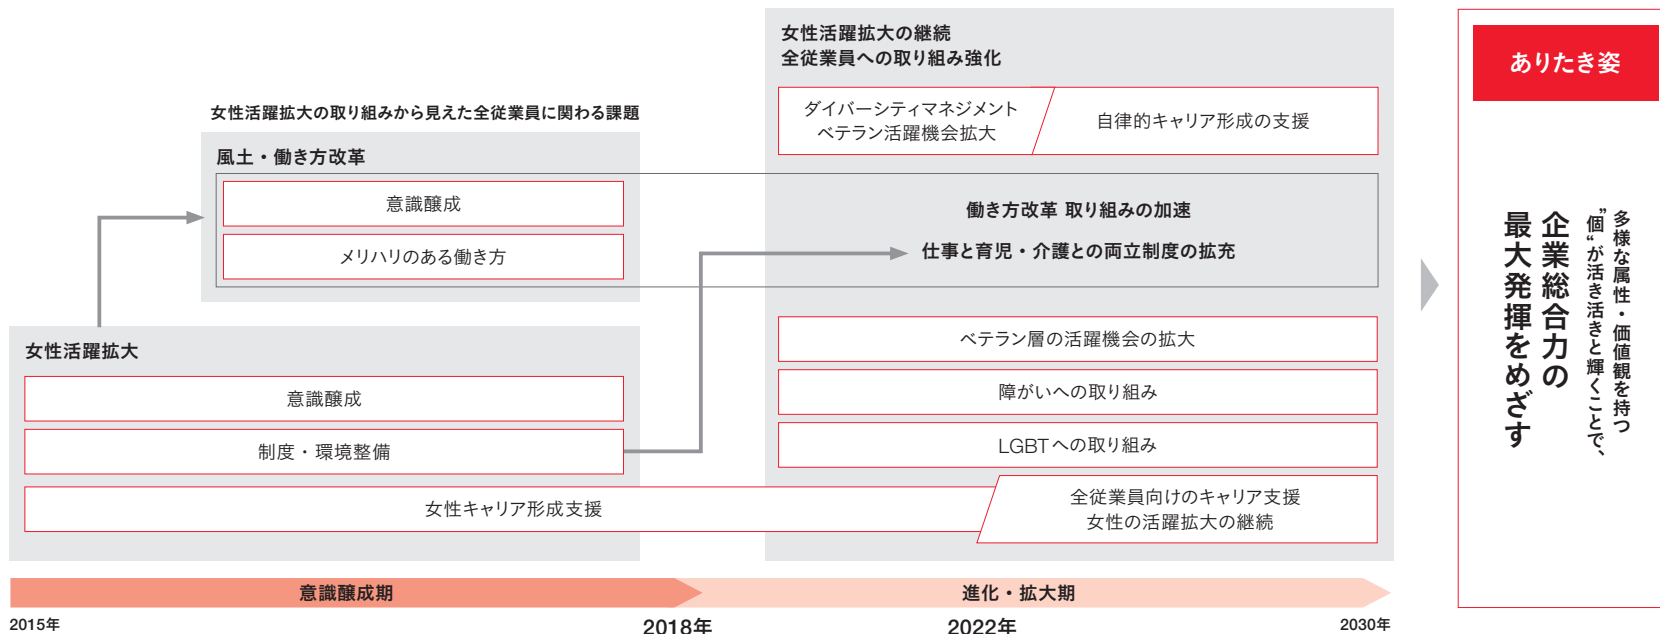 女性活躍拡大の継続
全従業員への取り組み強化
ダイバーシティマネジメント
ベテラン活躍機会拡大
自律的キャリア形成の支援
女性活躍拡大の取り組みから見えた全従業員に関わる課題
風土・働き方改革
意識醸成
メリハリのある働き方
働き方改革 取り組みの加速
仕事と育児・介護との両立制度の拡充
女性活躍拡大
意識醸成
制度・環境整備
女性キャリア形成支援
ベテラン層の活躍機会の拡大
障がいへの取り組み
LGBTへの取り組み
全従業員向けのキャリア支援
女性の活躍拡大の継続
意識醸成期
進化・拡大期
2015年
2018年
2022年
2030年
ありたき姿
多様な属性・価値観を持つ
”個“が活き活きと輝くことで、
企業総合力の
最大発揮をめざす